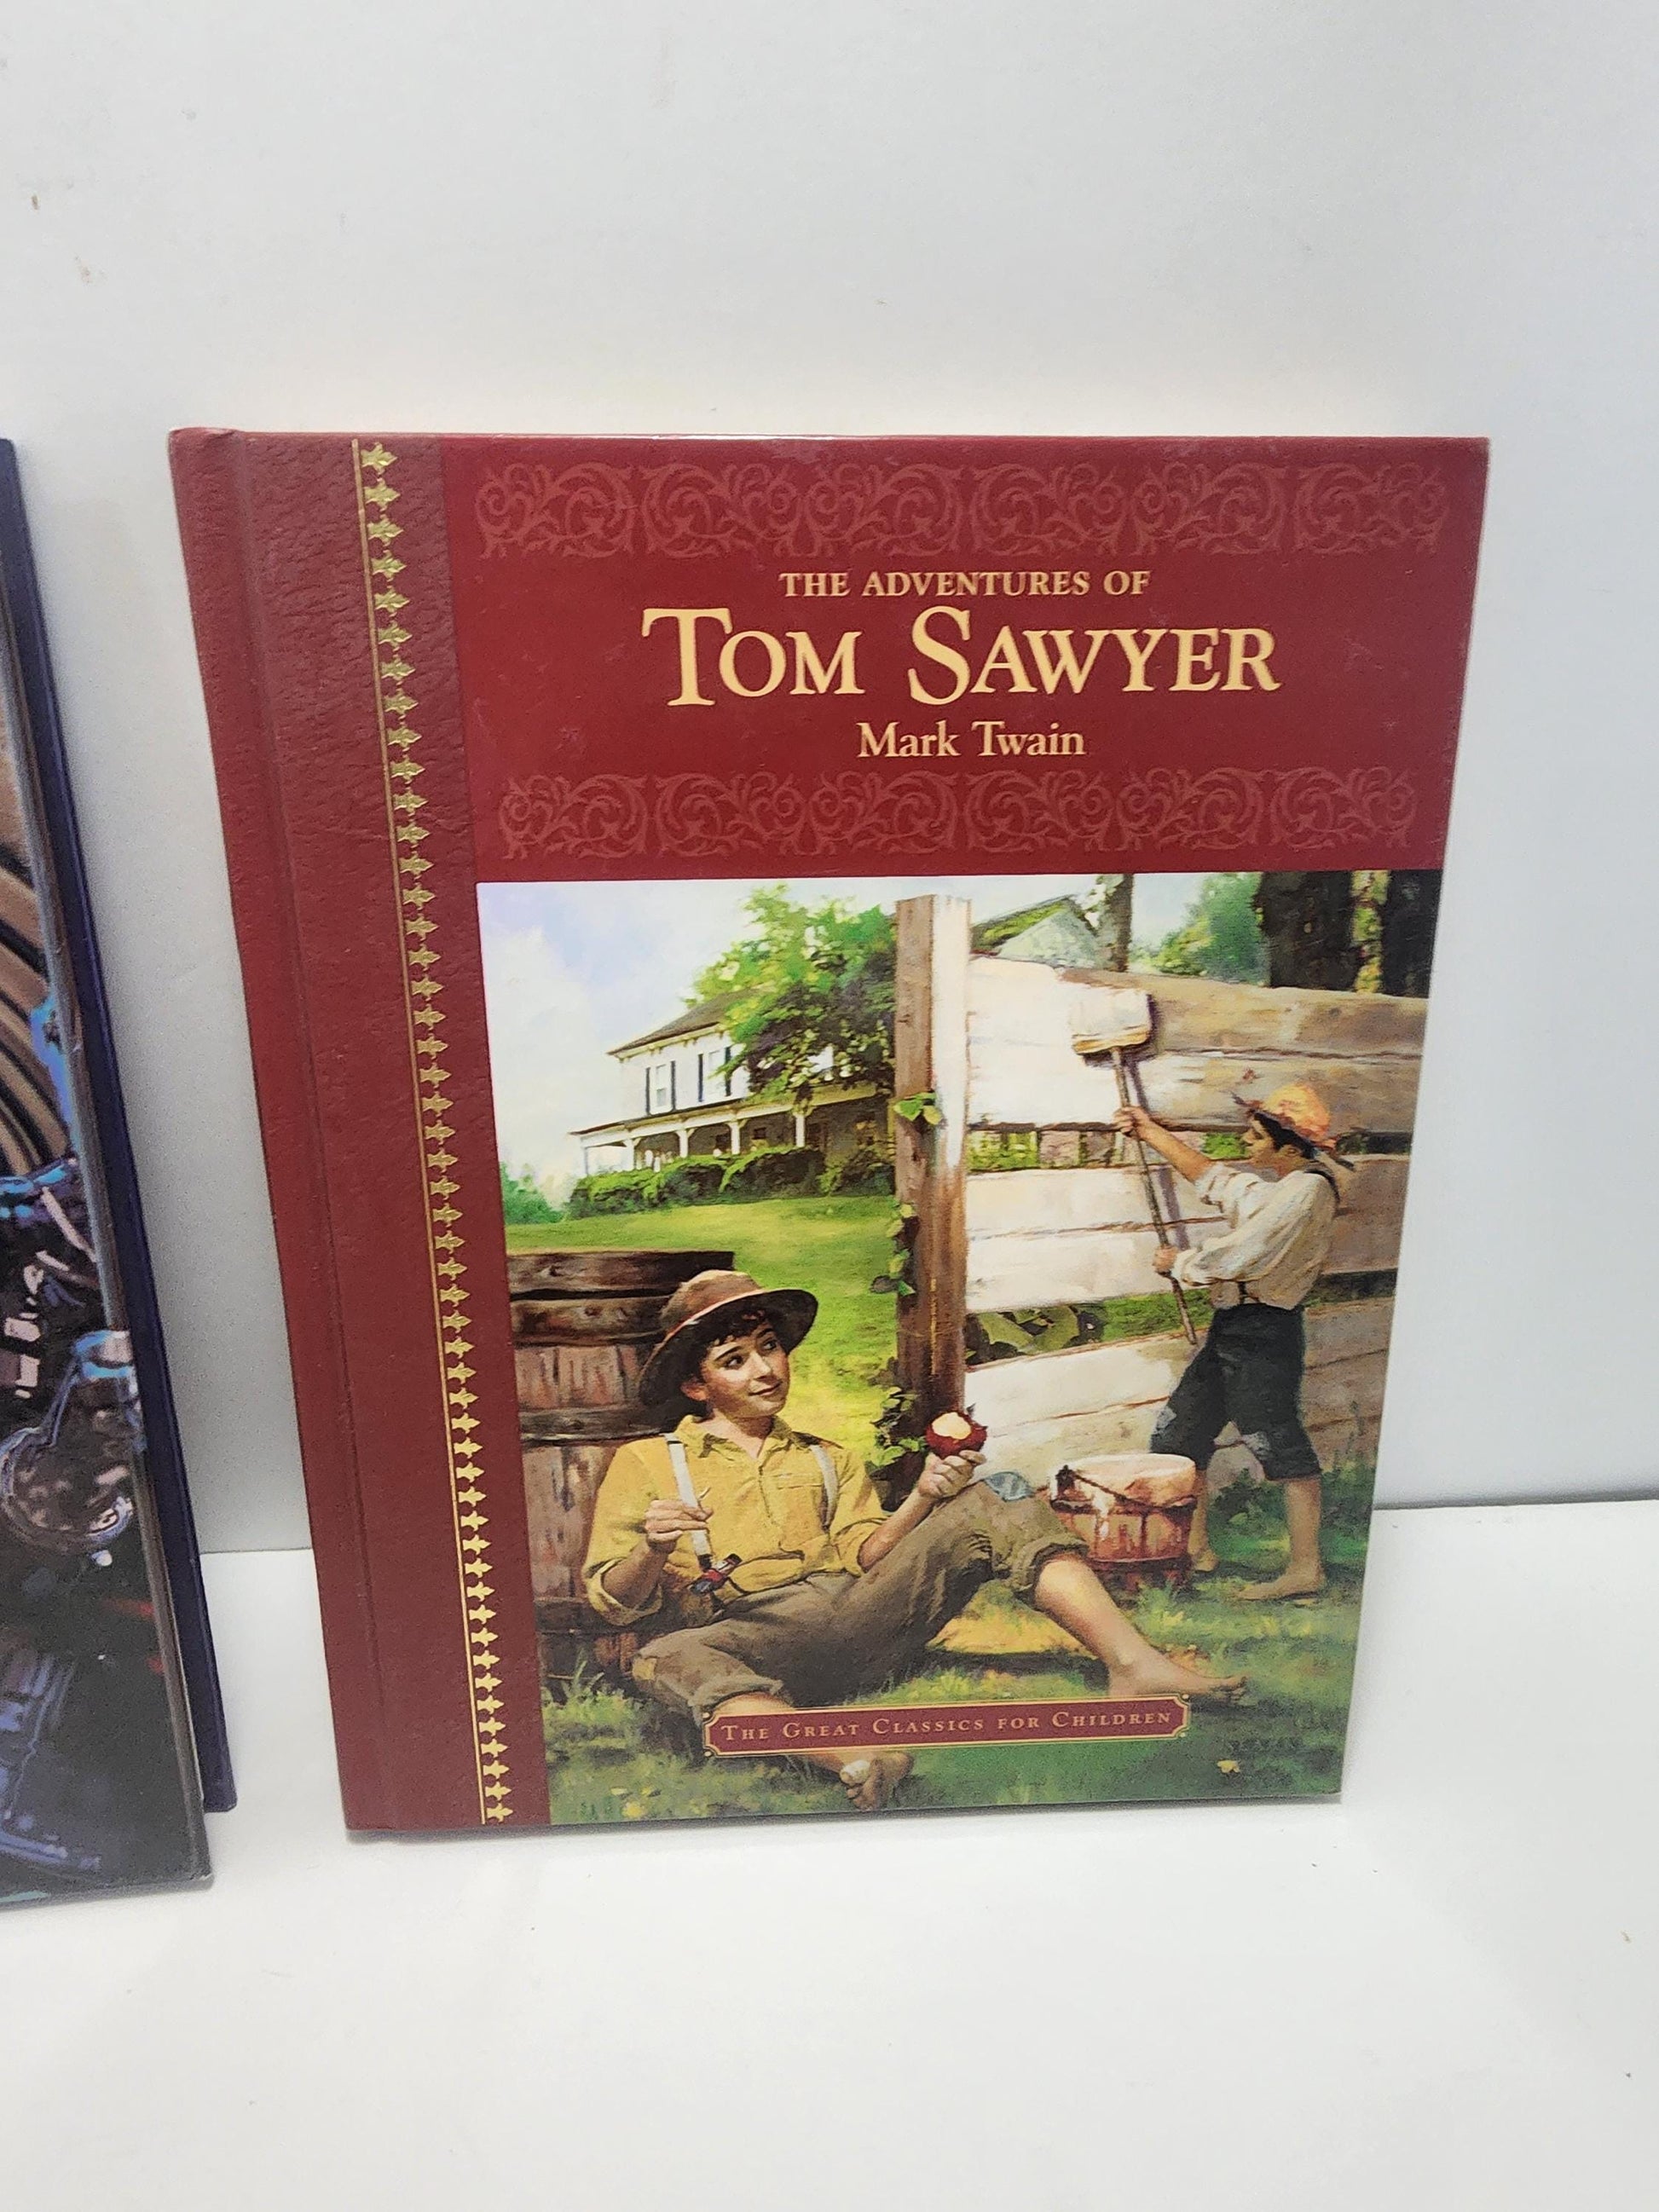 THE ADVENTURES OF
TOM SAWYER
Mark Twain
THE GREAT CLASSICS FOR CHILDREN